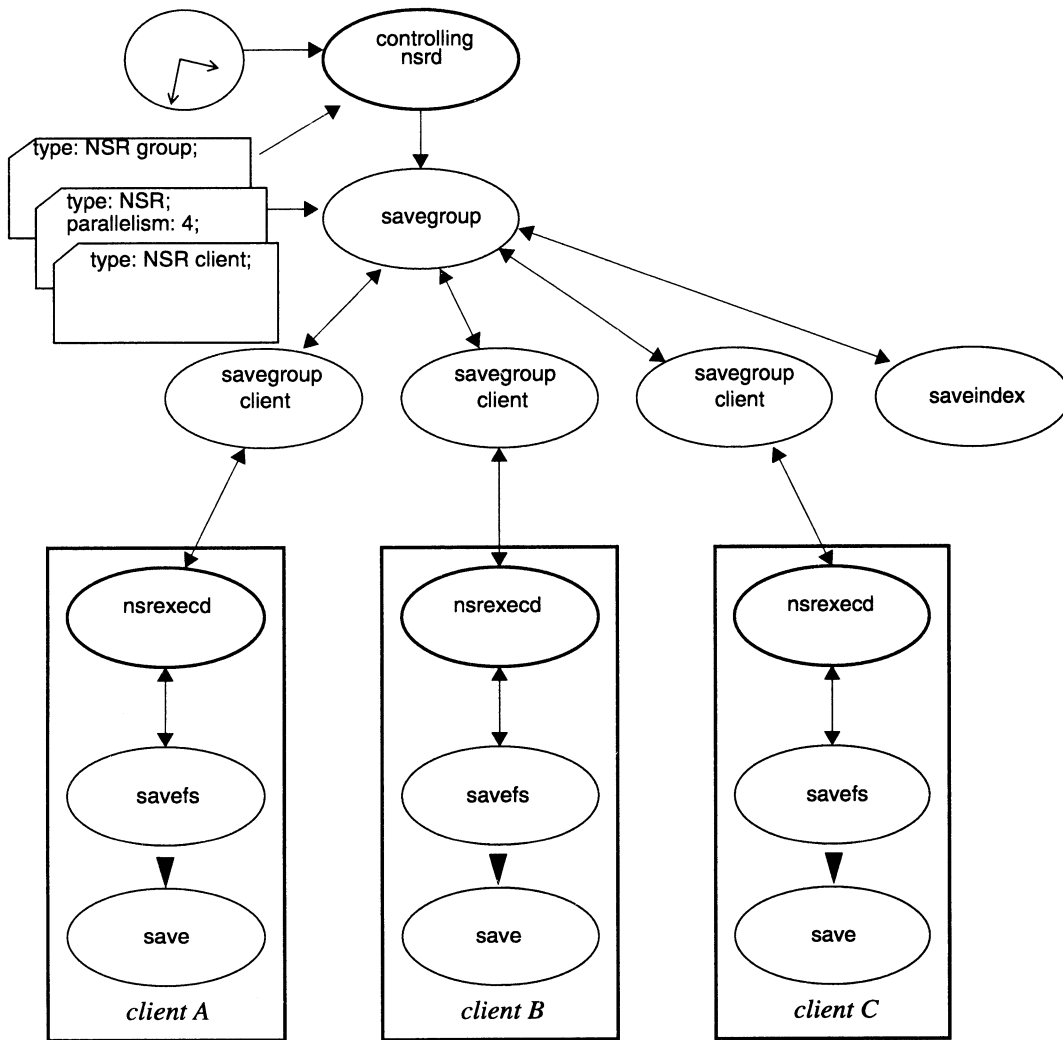 controlling
nsrd
type: NSR group;
type: NSR;
parallelism: 4;
type: NSR client;
savegroup
savegroup
client
savegroup
client
savegroup
client
saveindex
nsrexecd
nsrexecd
nsrexecd
savefs
savefs
savefs
save
save
save
client A
client B
client C